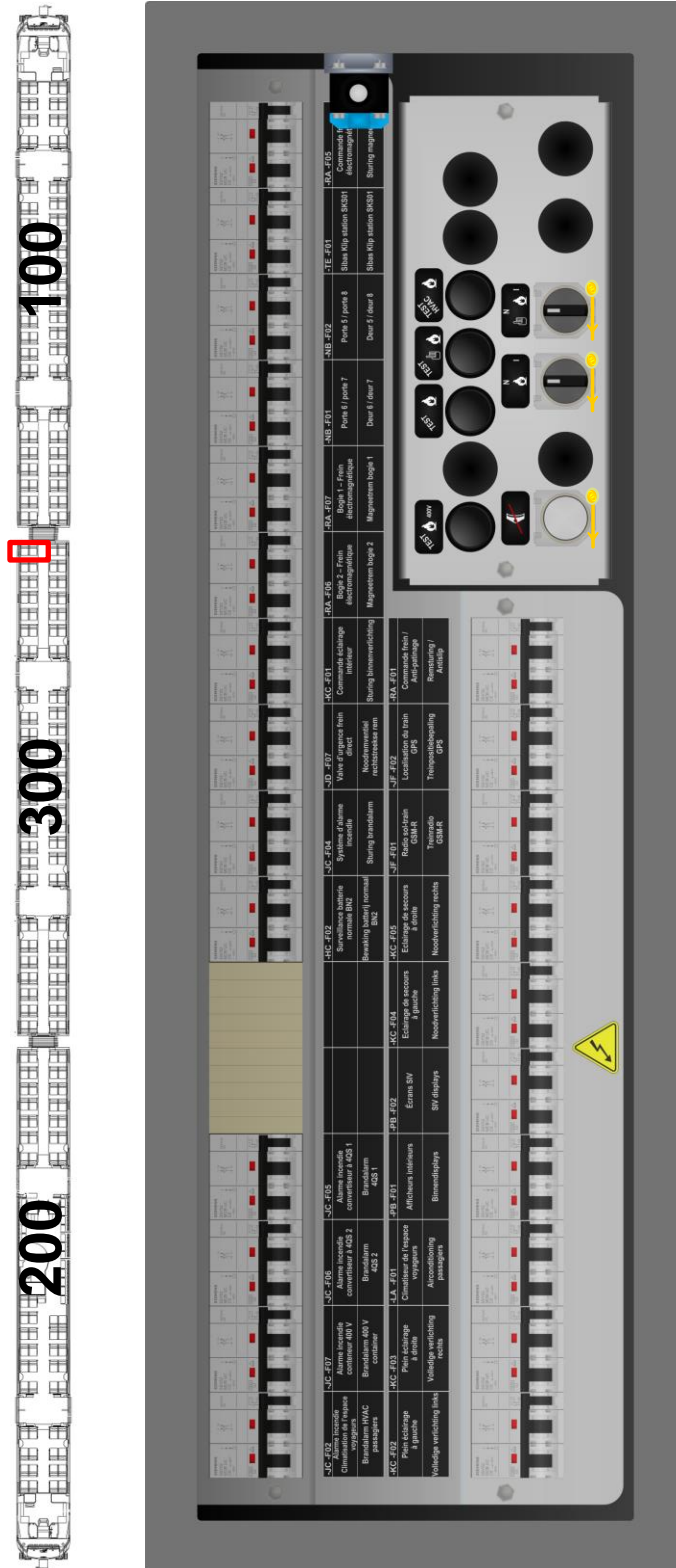 200
300
100
-JC -F02
Alarme incendie
Climatisation de l'espace
voyageurs
Brandalarm HVAC
passagiers
-JC -F07
Alarme incendie
conteneur 400 V
Brandalarm 400 V
container
-JC -F06
Alarme incendie
convertiseur à 4QS 2
Brandalarm
4QS 2
-JC -F05
Alarme incendie
convertiseur à 4QS 1
Brandalarm
4QS 1
-HC -F02
Surveillance batterie
normale BN2
Bewaking batterij normaal
BN2
-JC -F04
Système d'alarme
incendie
Sturing brandalarm
-JD -F07
Valve d'urgence frein
direct
Noodremventiel
rechtstreekse rem
-KC -F01
Commande éclairage
intérieur
Sturing binnenverlichting
-RA -F06
Bogie 2 – Frein
électromagnétique
Magneetrem bogie 2
-RA -F07
Bogie 1 – Frein
électromagnétique
Magneetrem bogie 1
-NB -F01
Porte 6 / porte 7
Deur 6 / deur 7
-NB -F02
Porte 5 / porte 8
Deur 5 / deur 8
-TE -F01
Sibas Klip station SKS01
Sibas Klip station SKS01
-RA -F05
Commande
Sturing
-KC -F02
Plein éclairage
à gauche
Volledige verlichting links
-KC -F03
Plein éclairage
à droite
Volledige verlichting
rechts
-LA -F01
Climatiseur de l'espace
voyageurs
Airconditioning
passagiers
-PB -F01
Afficheurs intérieurs
Binnendisplays
-PB -F02
Écrans SIV
SIV displays
-KC -F04
Eclairage de secours
à gauche
Noodverlichting links
-KC -F05
Eclairage de secours
à droite
Noodverlichting rechts
-JF -F01
Radio sol-train
GSM-R
Treinradio
GSM-R
-JF -F02
Localisation du train
GPS
Treinpositiebepaling
GPS
-RA -F01
Commande frein /
Anti-patinage
Remsturing /
Antislip
TEST 400V
TEST
TEST
TEST HVAC
N I
N I